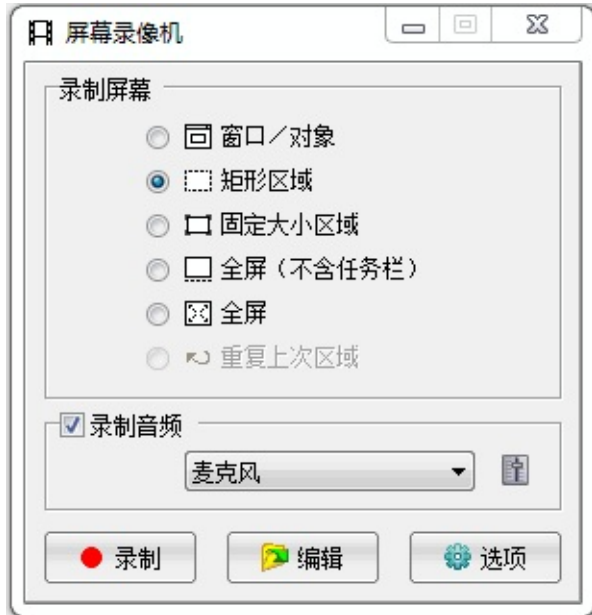 屏幕录像机
录制屏幕
窗口／对象
矩形区域
固定大小区域
全屏（不含任务栏）
全屏
重复上次区域
录制音频
麦克风
录制 编辑 选项